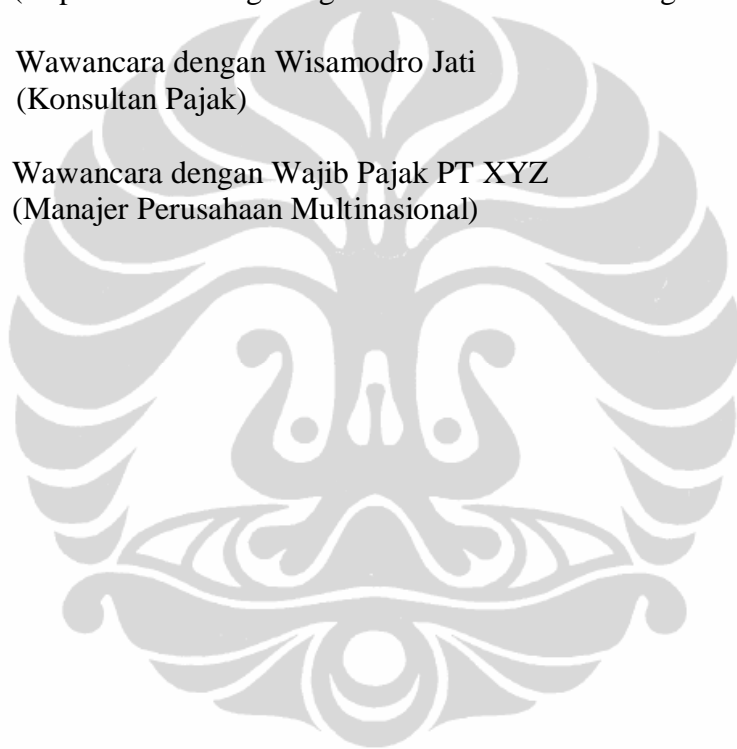 Wawancara dengan Wisamodro Jati
(Konsultan Pajak)
Wawancara dengan Wajib Pajak PT XYZ
(Manajer Perusahaan Multinasional)